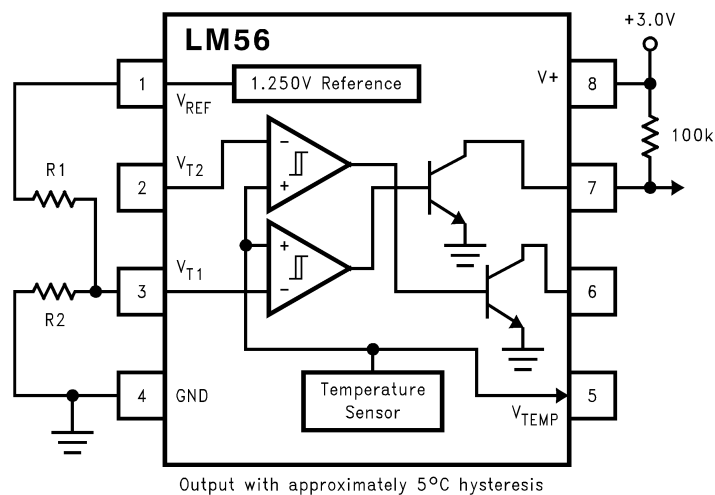 +3.0V
LM56
1
VREF
1.250V Reference
V+
8
100k
R1
2
VT2
−
+
7
VT1
3
+
−
6
R2
4
GND
Temperature
Sensor
5
VTEMP
Output with approximately 5°C hysteresis